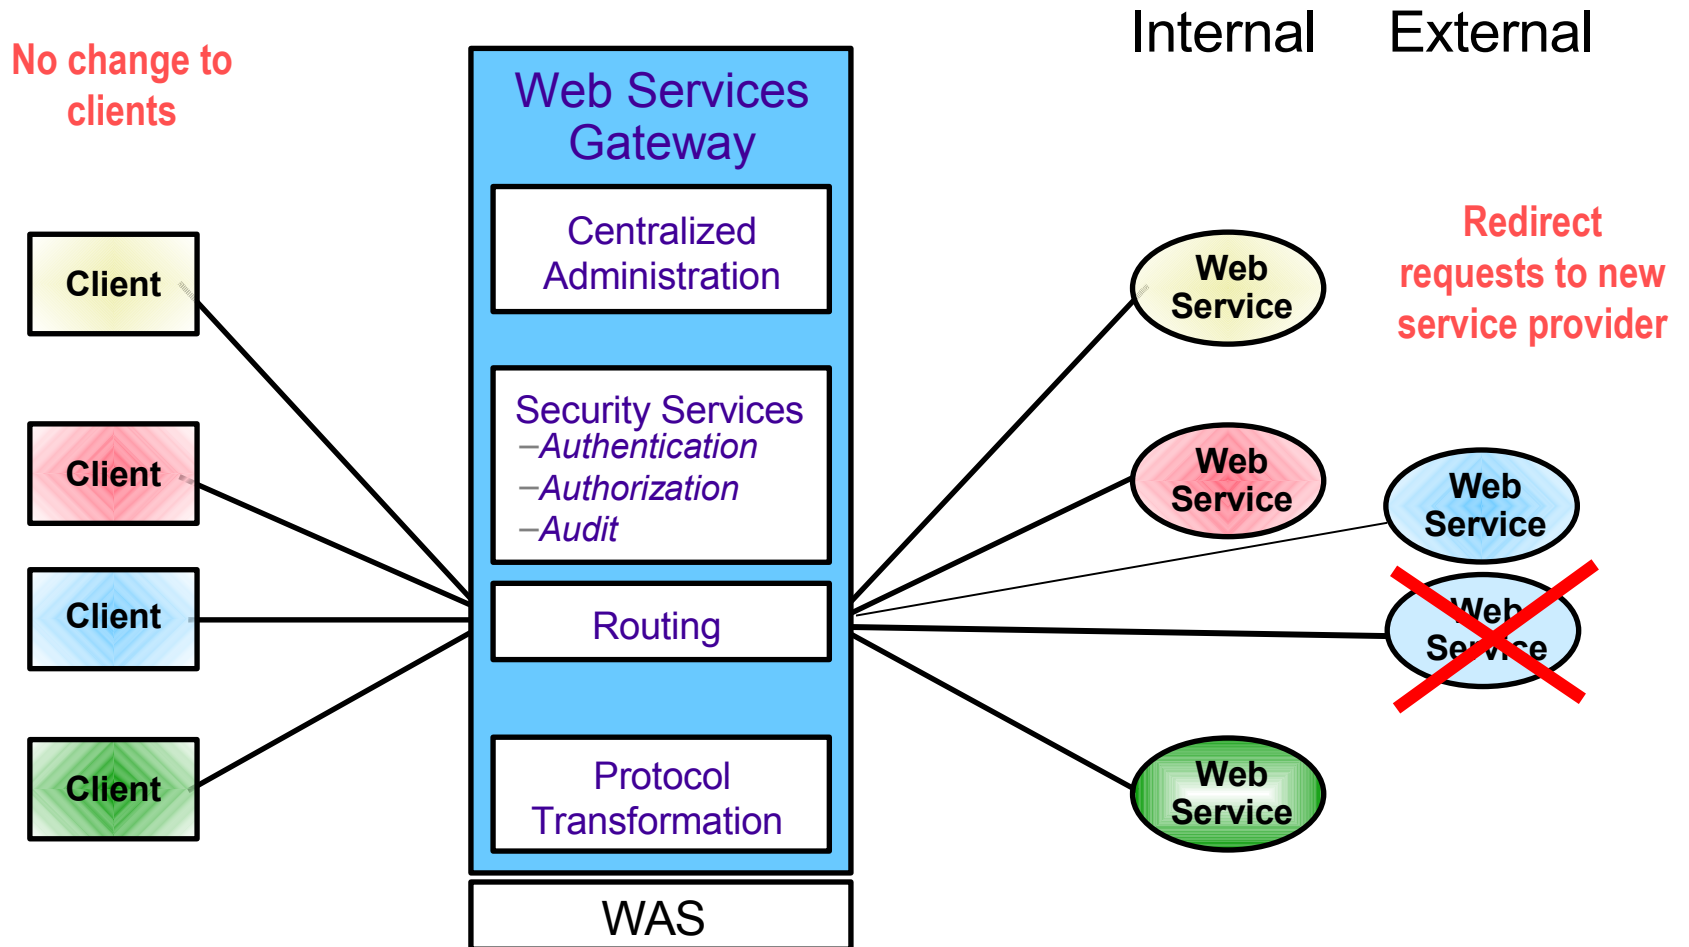 Internal
External
No change to
clients
Web Services
Gateway
Centralized
Administration
Security Services
–Authentication
–Authorization
–Audit
Routing
Protocol
Transformation
WAS
Client
Client
Client
Client
Web
Service
Web
Service
Web
Service
Web
Service
Web
Service
Redirect
requests to new
service provider